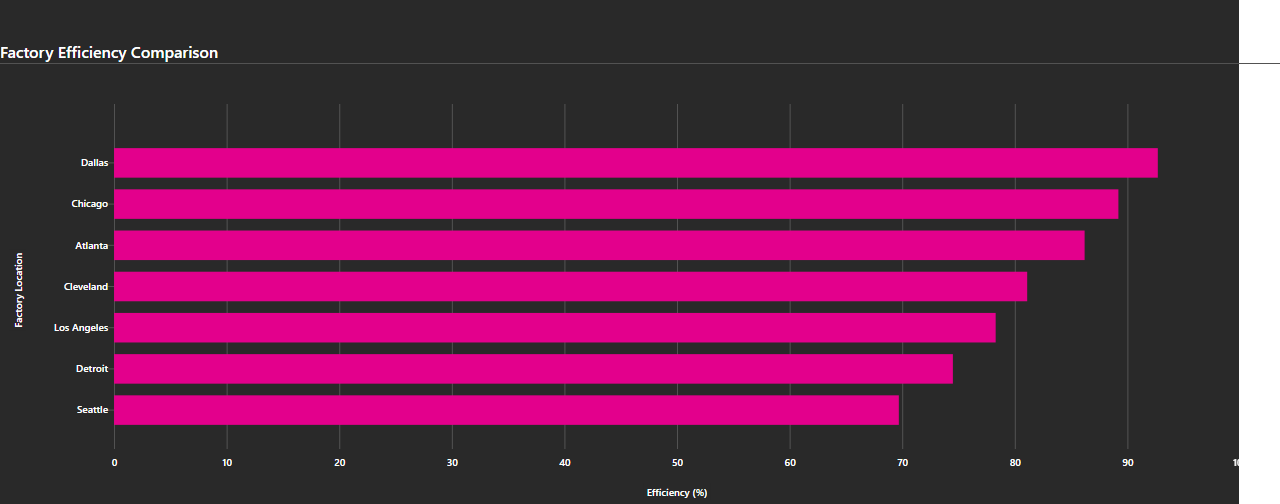 Factory Efficiency Comparison
Dallas
Chicago
Atlanta
Cleveland
Los Angeles
Detroit
Seattle
Factory Location
0 10 20 30 40 50 60 70 80 90
Efficiency (%)